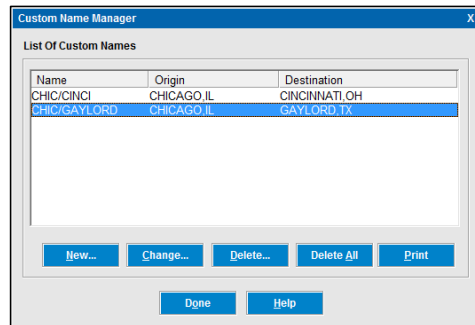 Custom Name Manager X
List Of Custom Names
Name Origin Destination
CHIC/CINCI CHICAGO,IL CINCINNATI,OH
CHIC/GAYLORD CHICAGO,IL GAYLORD,TX
New... Change... Delete... Delete All Print
Done Help